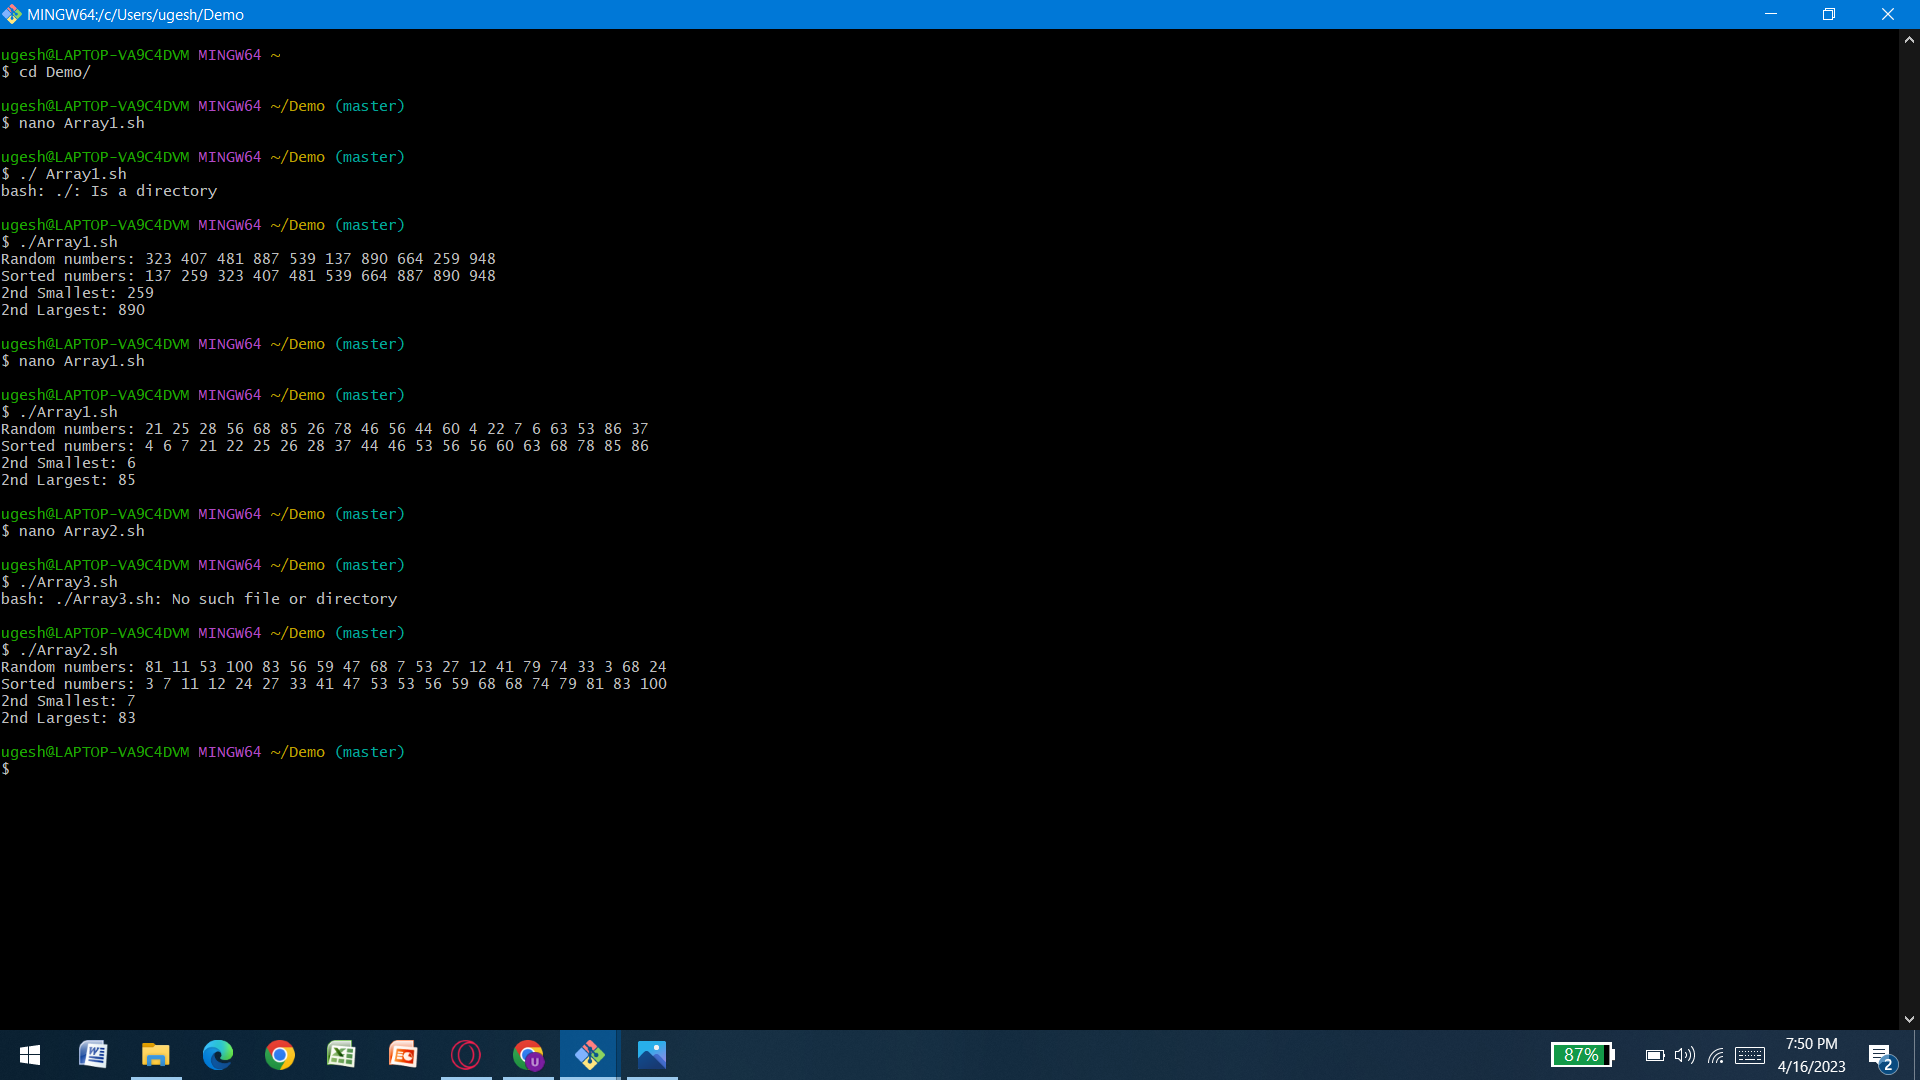 MINGW64:/c/Users/ugesh/Demo
ugesh@LAPTOP-VA9C4DVM MINGW64 ~
$ cd Demo/
ugesh@LAPTOP-VA9C4DVM MINGW64 ~/Demo (master)
$ nano Array1.sh
ugesh@LAPTOP-VA9C4DVM MINGW64 ~/Demo (master)
$ ./ Array1.sh
bash: ./: Is a directory
ugesh@LAPTOP-VA9C4DVM MINGW64 ~/Demo (master)
$ ./Array1.sh
Random numbers: 323 407 481 887 539 137 890 664 259 948
Sorted numbers: 137 259 323 407 481 539 664 887 890 948
2nd Smallest: 259
2nd Largest: 890
ugesh@LAPTOP-VA9C4DVM MINGW64 ~/Demo (master)
$ nano Array1.sh
ugesh@LAPTOP-VA9C4DVM MINGW64 ~/Demo (master)
$ ./Array1.sh
Random numbers: 21 25 28 56 68 85 26 78 46 56 44 60 4 22 7 6 63 53 86 37
Sorted numbers: 4 6 7 21 22 25 26 28 37 44 46 53 56 56 60 63 68 78 85 86
2nd Smallest: 6
2nd Largest: 85
ugesh@LAPTOP-VA9C4DVM MINGW64 ~/Demo (master)
$ nano Array2.sh
ugesh@LAPTOP-VA9C4DVM MINGW64 ~/Demo (master)
$ ./Array3.sh
bash: ./Array3.sh: No such file or directory
ugesh@LAPTOP-VA9C4DVM MINGW64 ~/Demo (master)
$ ./Array2.sh
Random numbers: 81 11 53 100 83 56 59 47 68 7 53 27 12 41 79 74 33 3 68 24
Sorted numbers: 3 7 11 12 24 27 33 41 47 53 53 56 59 68 68 74 79 81 83 100
2nd Smallest: 7
2nd Largest: 83
ugesh@LAPTOP-VA9C4DVM MINGW64 ~/Demo (master)
$
87%
7:50 PM
4/16/2023
2